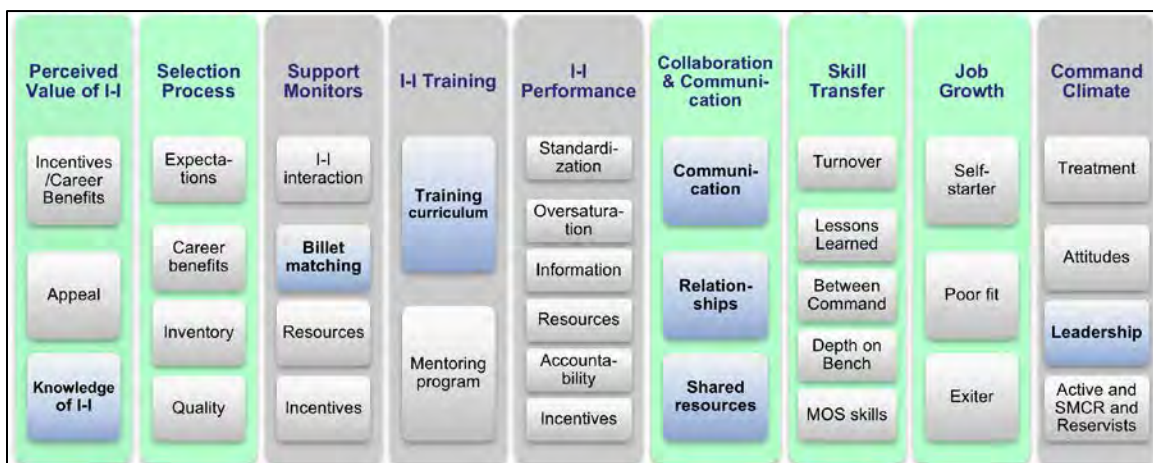 Perceived
Value of I-I
Incentives
/Career
Benefits
Appeal
Knowledge
of I-I
Selection
Process
Expecta-
tions
Career
benefits
Inventory
Quality
Support
Monitors
I-I
interaction
Billet
matching
Resources
Incentives
I-I Training
Training
curriculum
Mentoring
program
I-I
Performance
Standardi-
zation
Oversatura-
tion
Information
Resources
Accounta-
bility
Incentives
Collaboration
& Communi-
cation
Communi-
cation
Relation-
ships
Shared
resources
Skill
Transfer
Turnover
Lessons
Learned
Between
Command
Depth on
Bench
MOS skills
Job
Growth
Self-
starter
Poor fit
Exiter
Command
Climate
Treatment
Attitudes
Leadership
Active and
SMCR and
Reservists